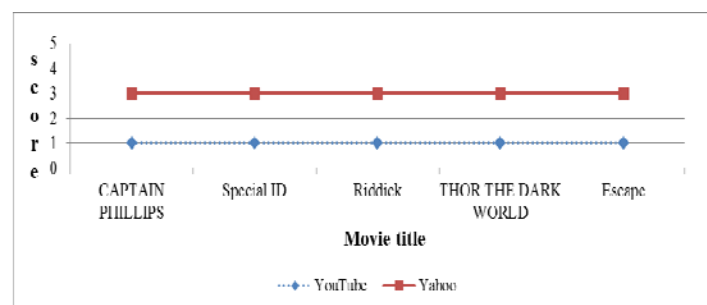 5
4
3
2
1
0
score
CAPTAIN PHILLIPS
Special ID
Riddick
THOR THE DARK WORLD
Escape
Movie title
YouTube
Yahoo